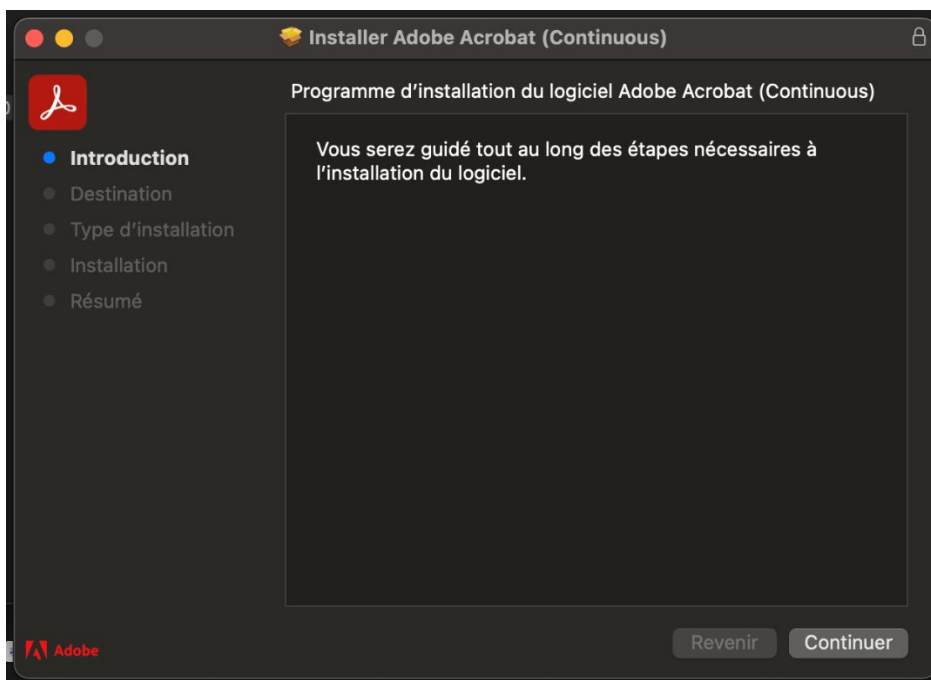 Installer Adobe Acrobat (Continuous)
Programme d’installation du logiciel Adobe Acrobat (Continuous)
Introduction
Destination
Type d’installation
Installation
Résumé
Vous serez guidé tout au long des étapes nécessaires à
l’installation du logiciel.
Adobe
Revenir
Continuer